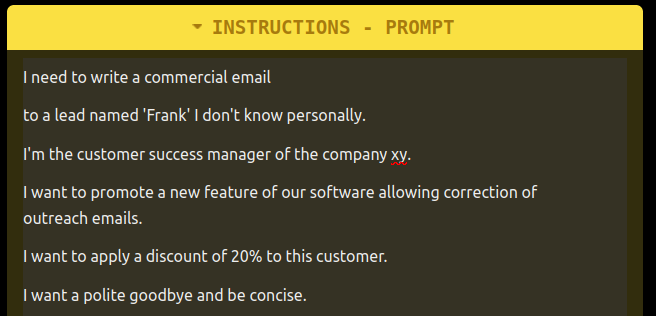 INSTRUCTIONS - PROMPT
I need to write a commercial email
to a lead named 'Frank' I don't know personally.
I'm the customer success manager of the company xy.
I want to promote a new feature of our software allowing correction of
outreach emails.
I want to apply a discount of 20% to this customer.
I want a polite goodbye and be concise.